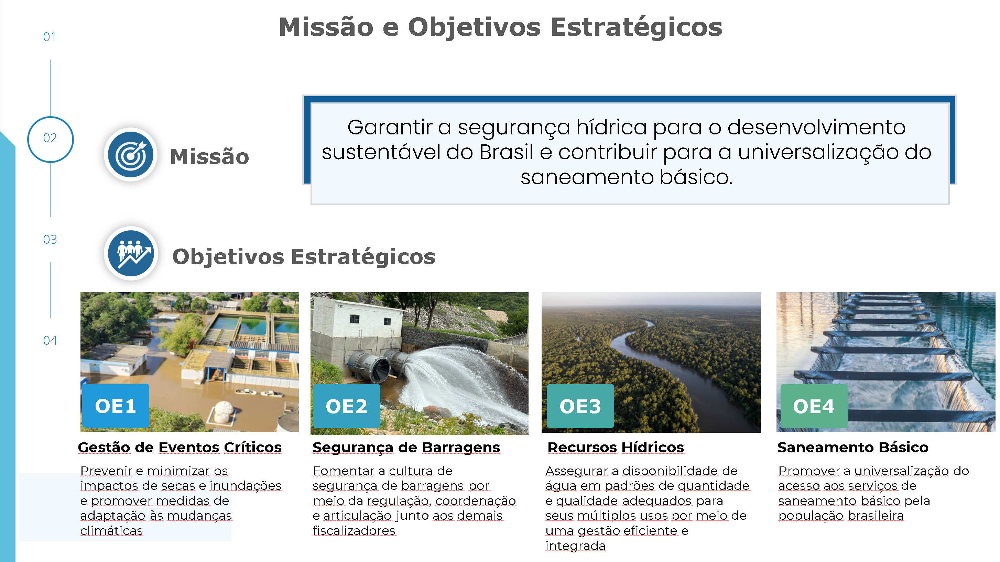 Missão e Objetivos Estratégicos
01
02
03
04
Missão
Garantir a segurança hídrica para o desenvolvimento
sustentável do Brasil e contribuir para a universalização do
saneamento básico.
Objetivos Estratégicos
OE1
Gestão de Eventos Críticos
Prevenir e minimizar os
impactos de secas e inundações
e promover medidas de
adaptação às mudanças
climáticas
OE2
Segurança de Barragens
Fomentar a cultura de
segurança de barragens por
meio da regulação, coordenação
e articulação junto aos demais
fiscalizadores
OE3
Recursos Hídricos
Assegurar a disponibilidade de
água em padrões de quantidade
e qualidade adequados para
seus múltiplos usos por meio de
uma gestão eficiente e
integrada
OE4
Saneamento Básico
Promover a universalização do
acesso aos serviços de
saneamento básico pela
população brasileira